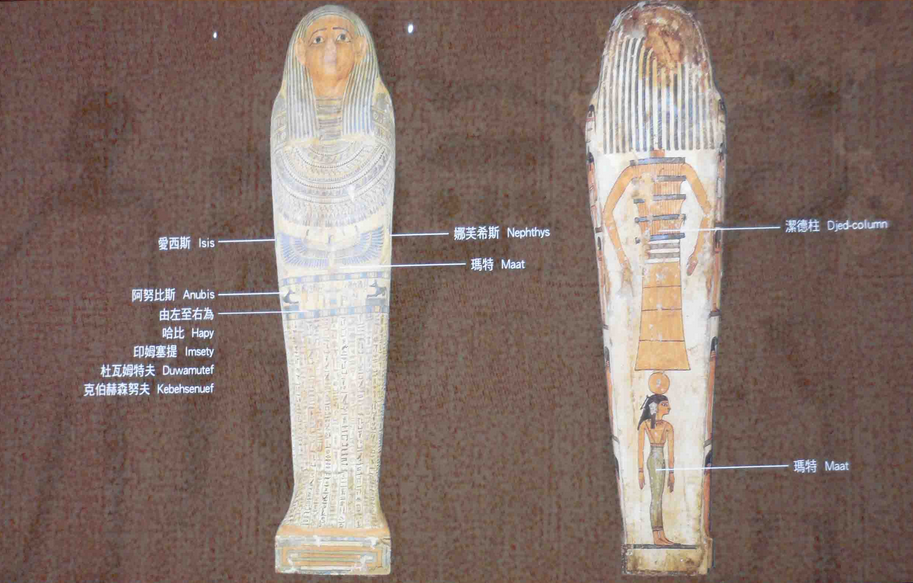 愛西斯 Isis
娜芙希斯 Nephthys
瑪特 Maat
阿努比斯 Anubis
由左至右為
哈比 Hapy
印姆塞提 Imsety
杜瓦姆特夫 Duwamutef
克伯赫森努夫 Kebehsenuef
潔德柱 Djed-column
瑪特 Maat